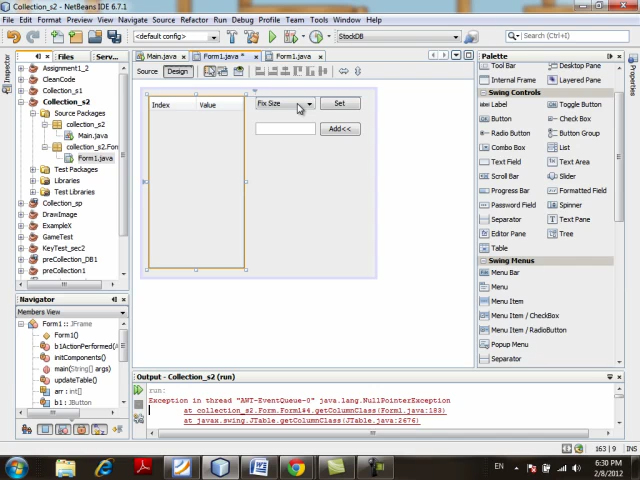 Collection_s2 - NetBeans IDE 6.7.1
File Edit View Navigate Source Refactor Run Debug Profile Team Tools Window Help Search (Ctrl+I)
<default config> StockDB
Files Serv...
Main.java Form1.java * Form1.java
Source Design
Assignment1_2
CleanCode
Collection_s1
Collection_s2
Source Packages
collection_s2
Main.java
collection_s2.For
Form1.java
Test Packages
Libraries
Test Libraries
Collection_sp
DrawImage
ExampleX
GameTest
KeyTest_sec2
preCollection_DB1
preCollection1
Index Value
Fix Size Set
Add<<
Palette
Tool Bar Desktop Pane
Internal Frame Layered Pane
Swing Controls
Label Toggle Button
Button Check Box
Radio Button Button Group
Combo Box List
Text Field Text Area
Scroll Bar Slider
Progress Bar Formatted Field
Password Field Spinner
Separator Text Pane
Editor Pane Tree
Table
Swing Menus
Menu Bar
Menu
Menu Item
Menu Item / CheckBox
Menu Item / RadioButton
Popup Menu
Separator
Inspector
Properties
Navigator
Members View
Form1 :: JFrame
Form1()
b1ActionPerformed(A
initComponents()
main(String[] args)
updateTable()
arr : int[]
b1 : JButton
Output - Collection_s2 (run)
run:
Exception in thread "AWT-EventQueue-0" java.lang.NullPointerException
at collection_s2.Form.Form1$4.getColumnClass(Form1.java:183)
at javax.swing.JTable.getColumnClass(JTable.java:2676)
163 | 9 INS
EN 6:30 PM
2/8/2012